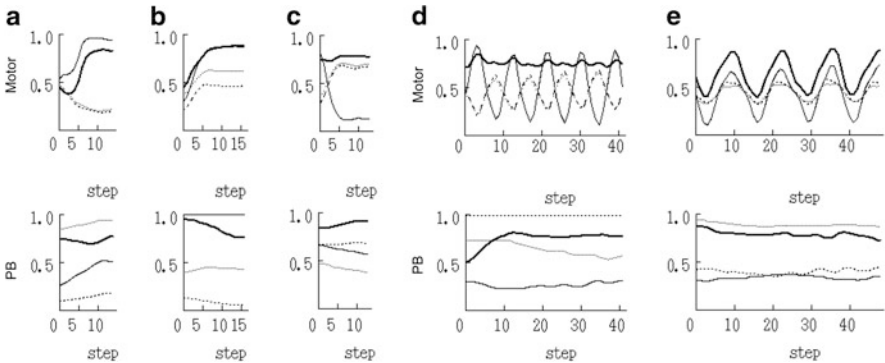 a b c d e
Motor 1.0 0.5 0 5 10 step
1.0 0.5 0 5 10 15 step
1.0 0.5 0 5 10 step
Motor 1.0 0.5 0 10 20 30 40 step
1.0 0.5 0 10 20 30 40 step
PB 1.0 0.5 0 5 10 step
1.0 0.5 0 5 10 15 step
1.0 0.5 0 5 10 step
PB 1.0 0.5 0 10 20 30 40 step
1.0 0.5 0 10 20 30 40 step